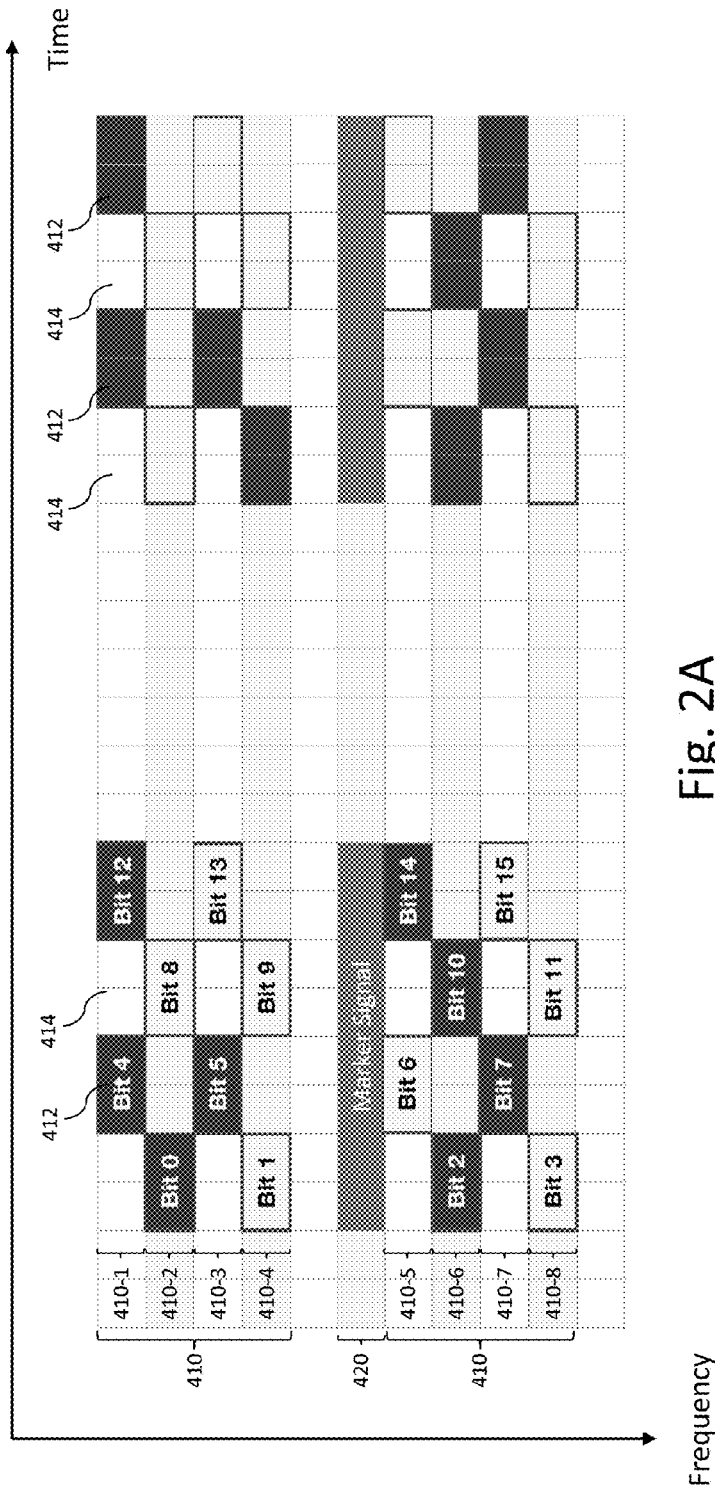 Time
412
414
412
414
414
412
Bit 4
Bit 12
410-1
Bit 0
Bit 8
410-2
Bit 5
Bit 13
410-3
Bit 1
Bit 9
410-4
410
Marker Signal
420
Bit 6
Bit 14
410-5
Bit 2
Bit 10
410-6
Bit 7
Bit 15
410-7
Bit 3
Bit 11
410-8
410
Frequency
Fig. 2A